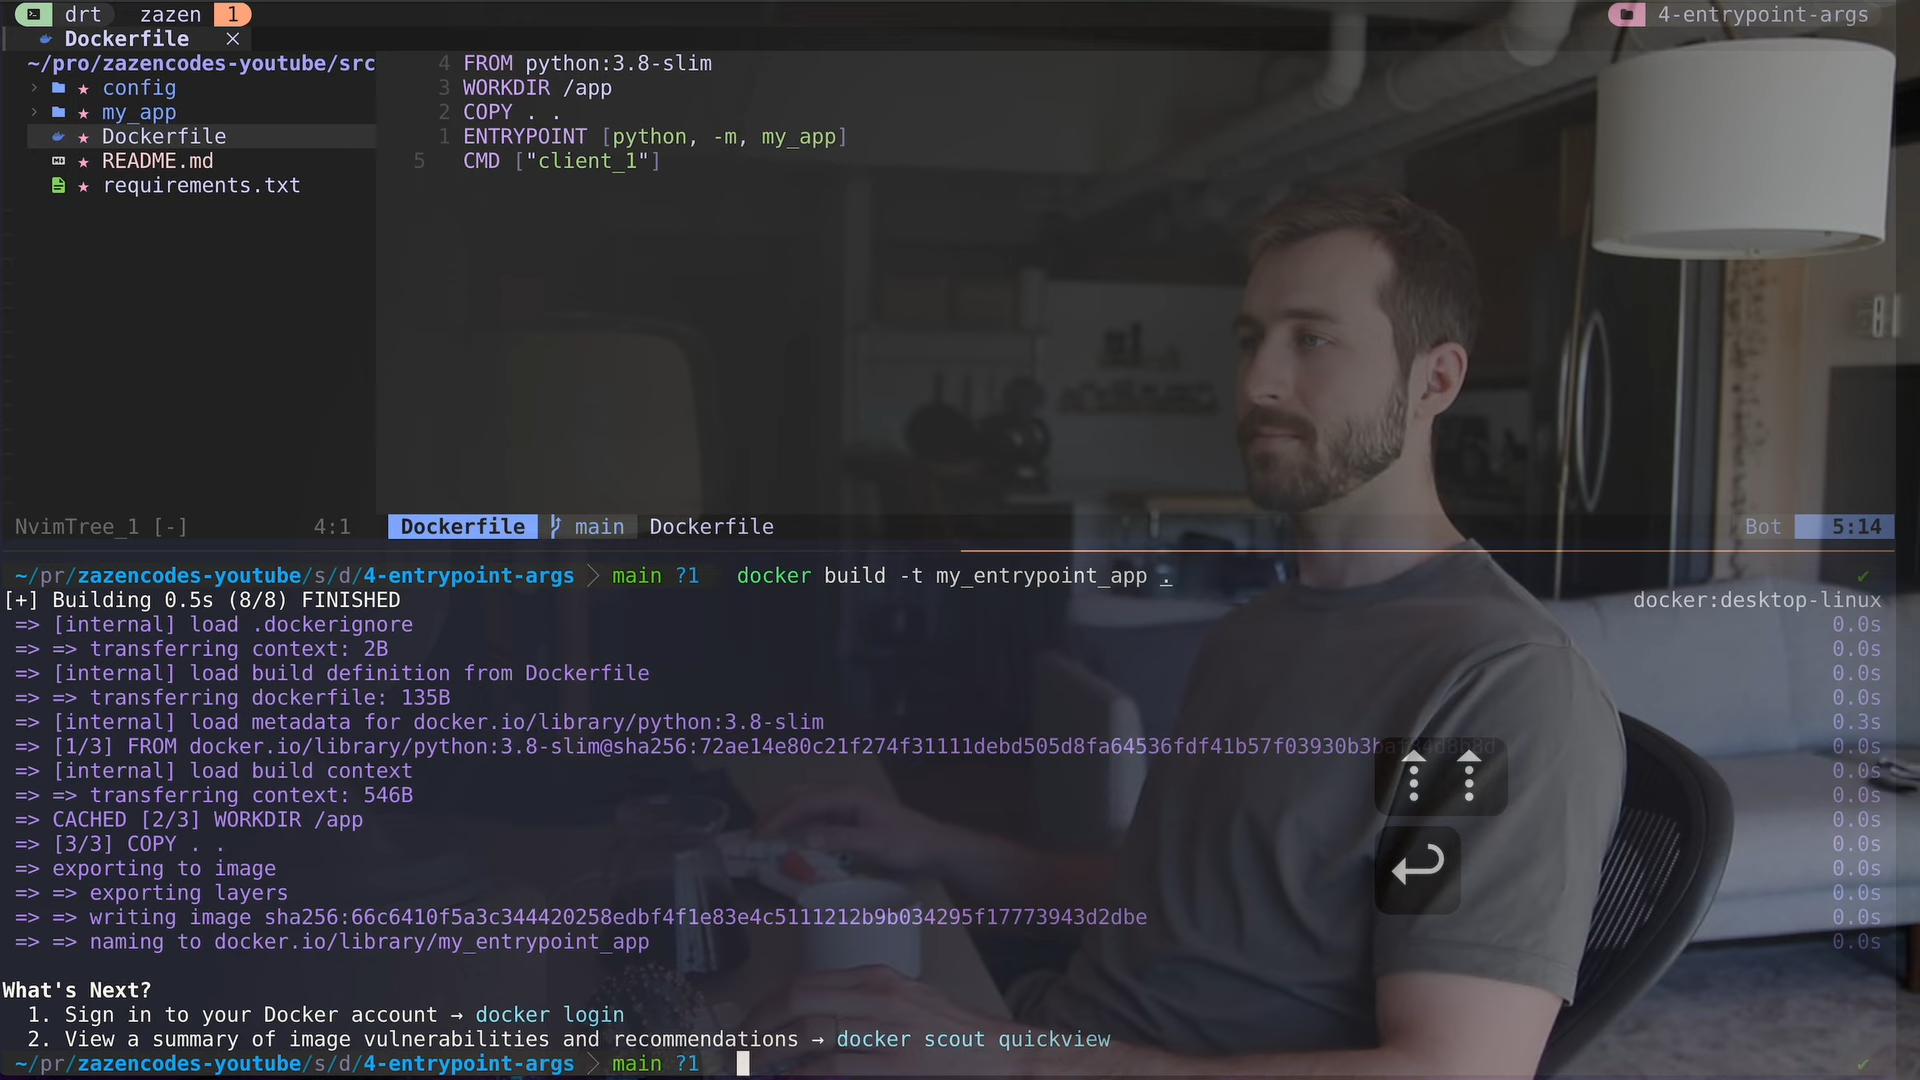 drt zazen 1 4-entrypoint-args
Dockerfile ×
~/pro/zazencodes-youtube/src
config
my_app
Dockerfile
README.md
requirements.txt
4 FROM python:3.8-slim
3 WORKDIR /app
2 COPY . .
1 ENTRYPOINT [python, -m, my_app]
5 CMD ["client_1"]
NvimTree_1 [-] 4:1 Dockerfile main Dockerfile Bot 5:14
~/pr/zazencodes-youtube/s/d/4-entrypoint-args main ?1 docker build -t my_entrypoint_app . ✔
[+] Building 0.5s (8/8) FINISHED docker:desktop-linux
=> [internal] load .dockerignore 0.0s
=> => transferring context: 2B 0.0s
=> [internal] load build definition from Dockerfile 0.0s
=> => transferring dockerfile: 135B 0.0s
=> [internal] load metadata for docker.io/library/python:3.8-slim 0.3s
=> [1/3] FROM docker.io/library/python:3.8-slim@ 0.0s
=> [internal] load build context 0.0s
=> => transferring context: 546B 0.0s
=> CACHED [2/3] WORKDIR /app 0.0s
=> [3/3] COPY . . 0.0s
=> exporting to image 0.0s
=> => exporting layers 0.0s
=> => writing image sha256:66c6410f5a3c344420258edbf4f1e83e4c5111212b9b034295f17773943d2dbe 0.0s
=> => naming to docker.io/library/my_entrypoint_app 0.0s
What's Next?
1. Sign in to your Docker account → docker login
2. View a summary of image vulnerabilities and recommendations → docker scout quickview
~/pr/zazencodes-youtube/s/d/4-entrypoint-args main ?1 ✔